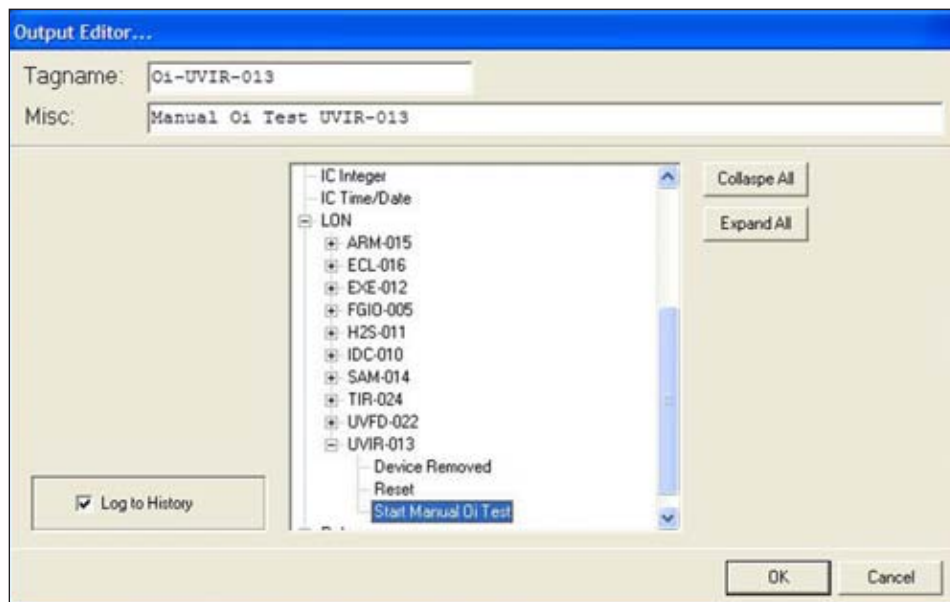 Output Editor...
Tagname: Oi-UVIR-013
Misc: Manual Oi Test UVIR-013
IC Integer
IC Time/Date
LON
ARM-015
ECL-016
EXE-012
FGIO-005
H2S-011
IDC-010
SAM-014
TIR-024
UVFD-022
UVIR-013
Device Removed
Reset
Start Manual Oi Test
Collaspe All
Expand All
Log to History
OK
Cancel